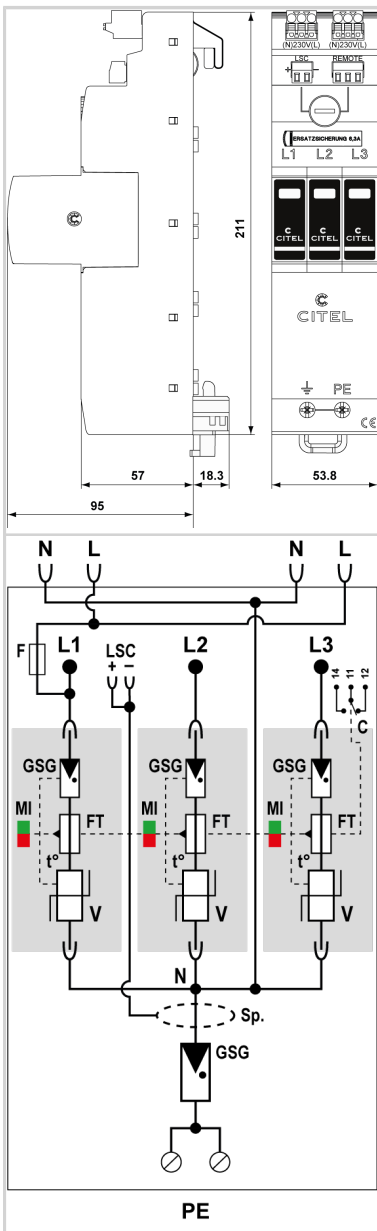 (N)230V(L) (N)230V(L)
LSC REMOTE
+ -
ERSATZSICHERUNG 6,3A
L1 L2 L3
C C C
CITEL CITEL CITEL
C
211
C
CITEL
PE
CE
57 18.3 53.8
95
N L N L
F L1 LSC L2 L3
+ -
14 11 12
C
GSG GSG GSG
MI FT MI FT MI FT
t° t° t°
V V V
N
Sp.
GSG
PE